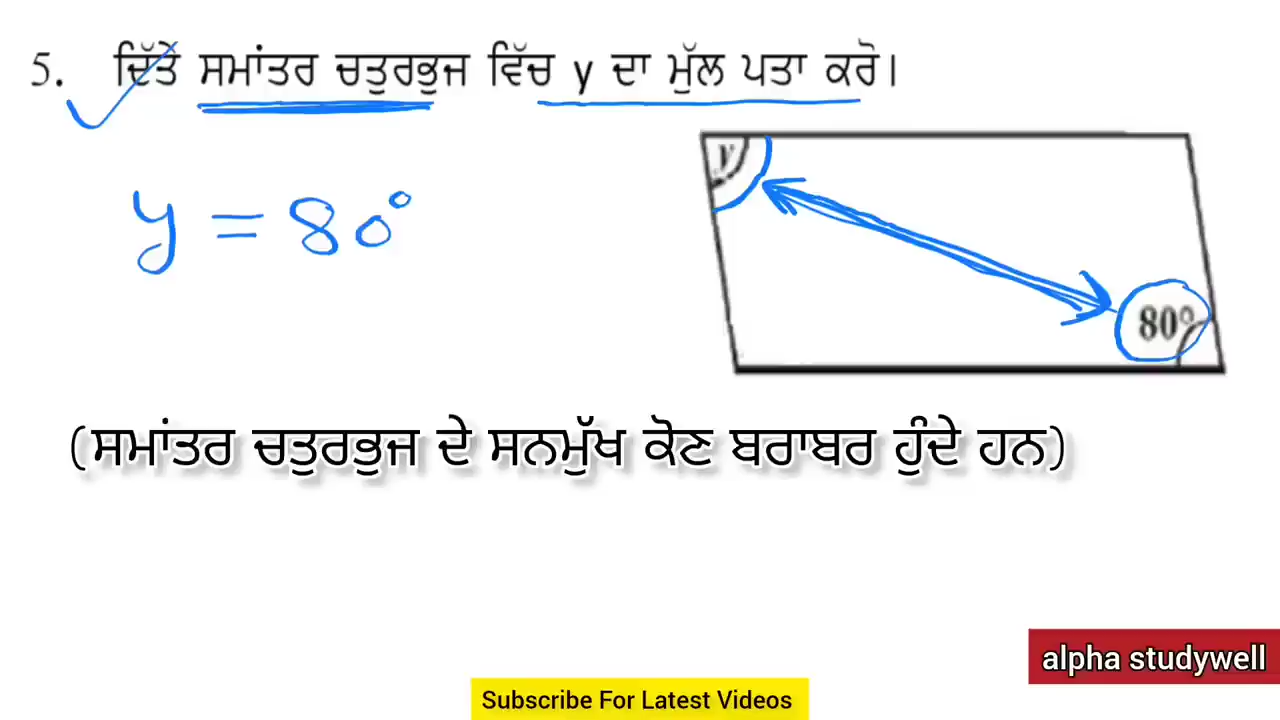 5. ਦਿੱਤੇ ਸਮਾਂਤਰ ਚਤੁਰਭੁਜ ਵਿੱਚ y ਦਾ ਮੁੱਲ ਪਤਾ ਕਰੋ।
y
y = 80°
80°
(ਸਮਾਂਤਰ ਚਤੁਰਭੁਜ ਦੇ ਸਨਮੁੱਖ ਕੋਣ ਬਰਾਬਰ ਹੁੰਦੇ ਹਨ)
alpha studywell
Subscribe For Latest Videos